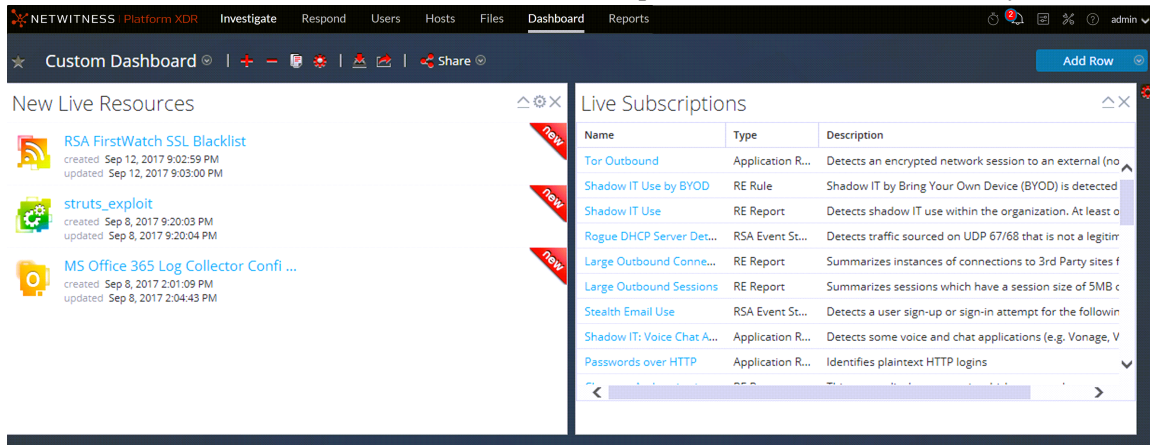 NETWITNESS Platform XDR Investigate Respond Users Hosts Files Dashboard Reports 2 admin
Custom Dashboard Share Add Row
New Live Resources
RSA FirstWatch SSL Blacklist
created Sep 12, 2017 9:02:59 PM
updated Sep 12, 2017 9:03:00 PM
new
struts_exploit
created Sep 8, 2017 9:20:03 PM
updated Sep 8, 2017 9:20:04 PM
new
MS Office 365 Log Collector Confi ...
created Sep 8, 2017 2:01:09 PM
updated Sep 8, 2017 2:04:43 PM
new
Live Subscriptions
Name Type Description
Tor Outbound Application R... Detects an encrypted network session to an external (no
Shadow IT Use by BYOD RE Rule Shadow IT by Bring Your Own Device (BYOD) is detected
Shadow IT Use RE Report Detects shadow IT use within the organization. At least o
Rogue DHCP Server Det... RSA Event St... Detects traffic sourced on UDP 67/68 that is not a legitim
Large Outbound Conne... RE Report Summarizes instances of connections to 3rd Party sites f
Large Outbound Sessions RE Report Summarizes sessions which have a session size of 5MB
Stealth Email Use RSA Event St... Detects a user sign-up or sign-in attempt for the followin
Shadow IT: Voice Chat A... Application R... Detects some voice and chat applications (e.g. Vonage, V
Passwords over HTTP Application R... Identifies plaintext HTTP logins